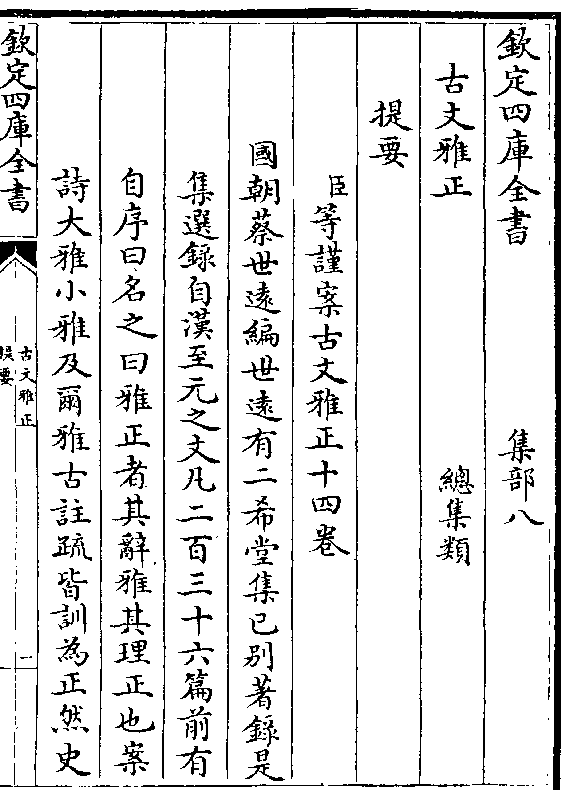 欽定四庫全書　集部八
古文雅正　總集類
提要
臣等謹案古文雅正十四卷
國朝蔡世遠編世遠有二希堂集已別著錄是
集選錄自漢至元之文凡二百三十六篇前有
自序曰名之曰雅正者其辭雅其理正也案
詩大雅小雅及爾雅古註疏皆訓為正然史
欽定四庫全書
古文雅正
提要
一